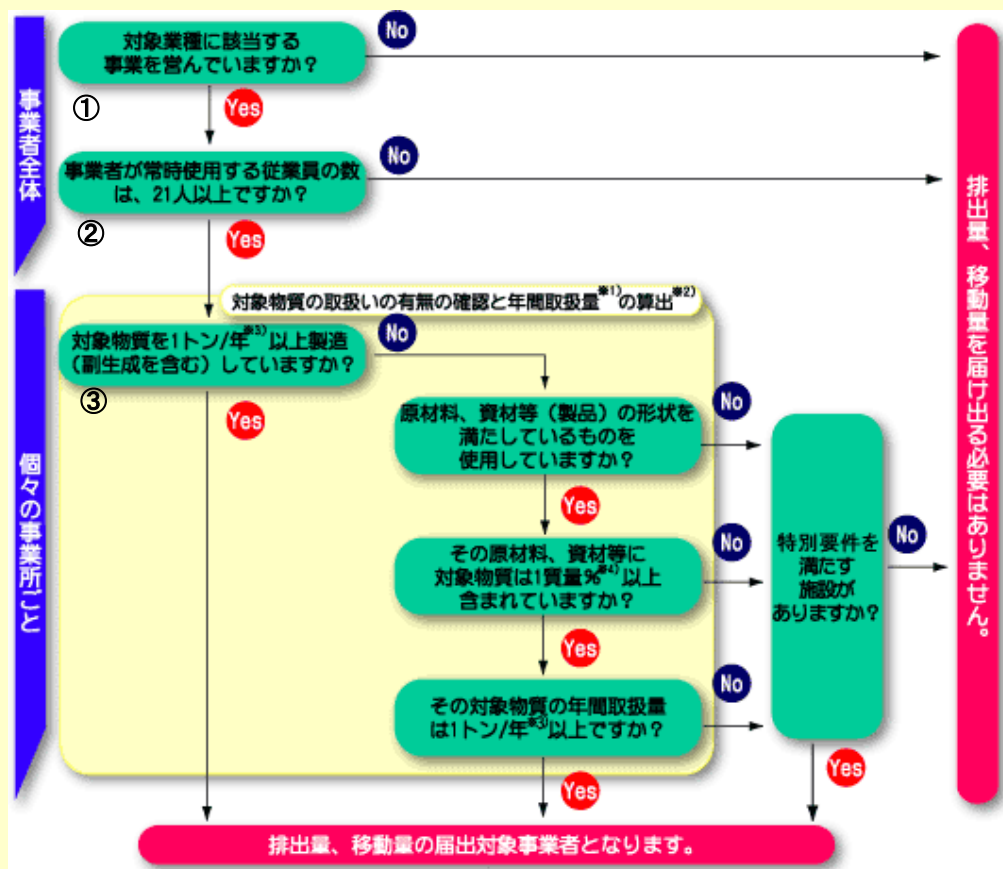 事業者全体
対象業種に該当する
事業を営んでいますか？
No
①
Yes
事業者が常時使用する従業員の数
は、21人以上ですか？
No
②
Yes
排出量、移動量を届け出る必要はありません。
個々の事業所ごと
対象物質の取扱いの有無の確認と年間取扱量※1)の算出※2)
対象物質を1トン/年※3)以上製造
（副生成を含む）していますか？
No
③
Yes
原材料、資材等（製品）の形状を
満たしているものを
使用していますか？
No
Yes
その原材料、資材等に
対象物質は1質量%※4)以上
含まれていますか？
No
Yes
その対象物質の年間取扱量
は1トン/年※3)以上ですか？
No
Yes
特別要件を
満たす
施設が
ありますか？
No
Yes
排出量、移動量の届出対象事業者となります。